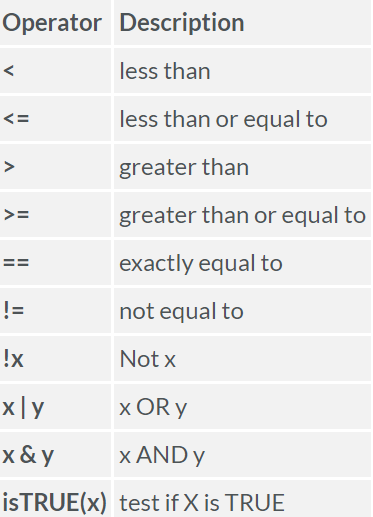 Operator Description
< less than
<= less than or equal to
> greater than
>= greater than or equal to
== exactly equal to
!= not equal to
!x Not x
x | y x OR y
x & y x AND y
isTRUE(x) test if X is TRUE